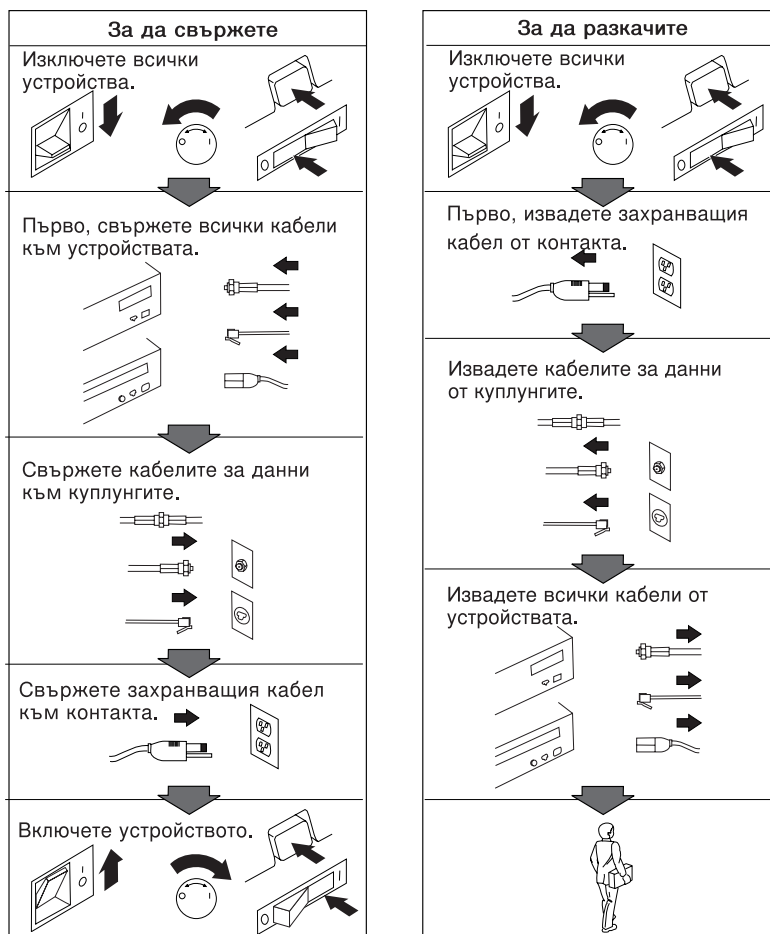 За да свържете
Изключете всички
устройства.
Първо, свържете всички кабели
към устройствата.
Свържете кабелите за данни
към куплунгите.
Свържете захранващия кабел
към контакта.
Включете устройството.
За да разкачите
Изключете всички
устройства.
Първо, извадете захранващия
кабел от контакта.
Извадете кабелите за данни
от куплунгите.
Извадете всички кабели от
устройствата.